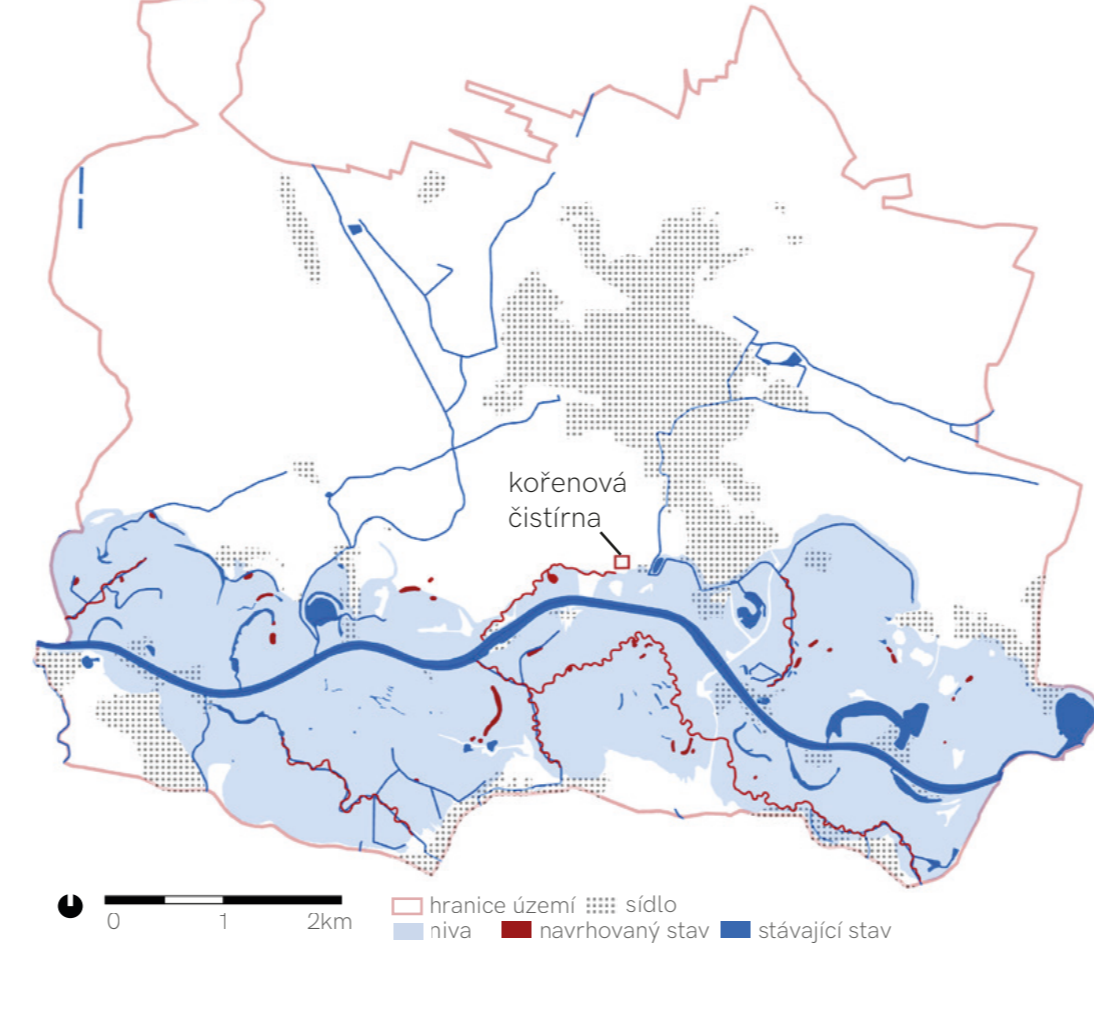 kořenová
čistírna
0 1 2km
hranice území sídlo
niva navrhovaný stav stávající stav